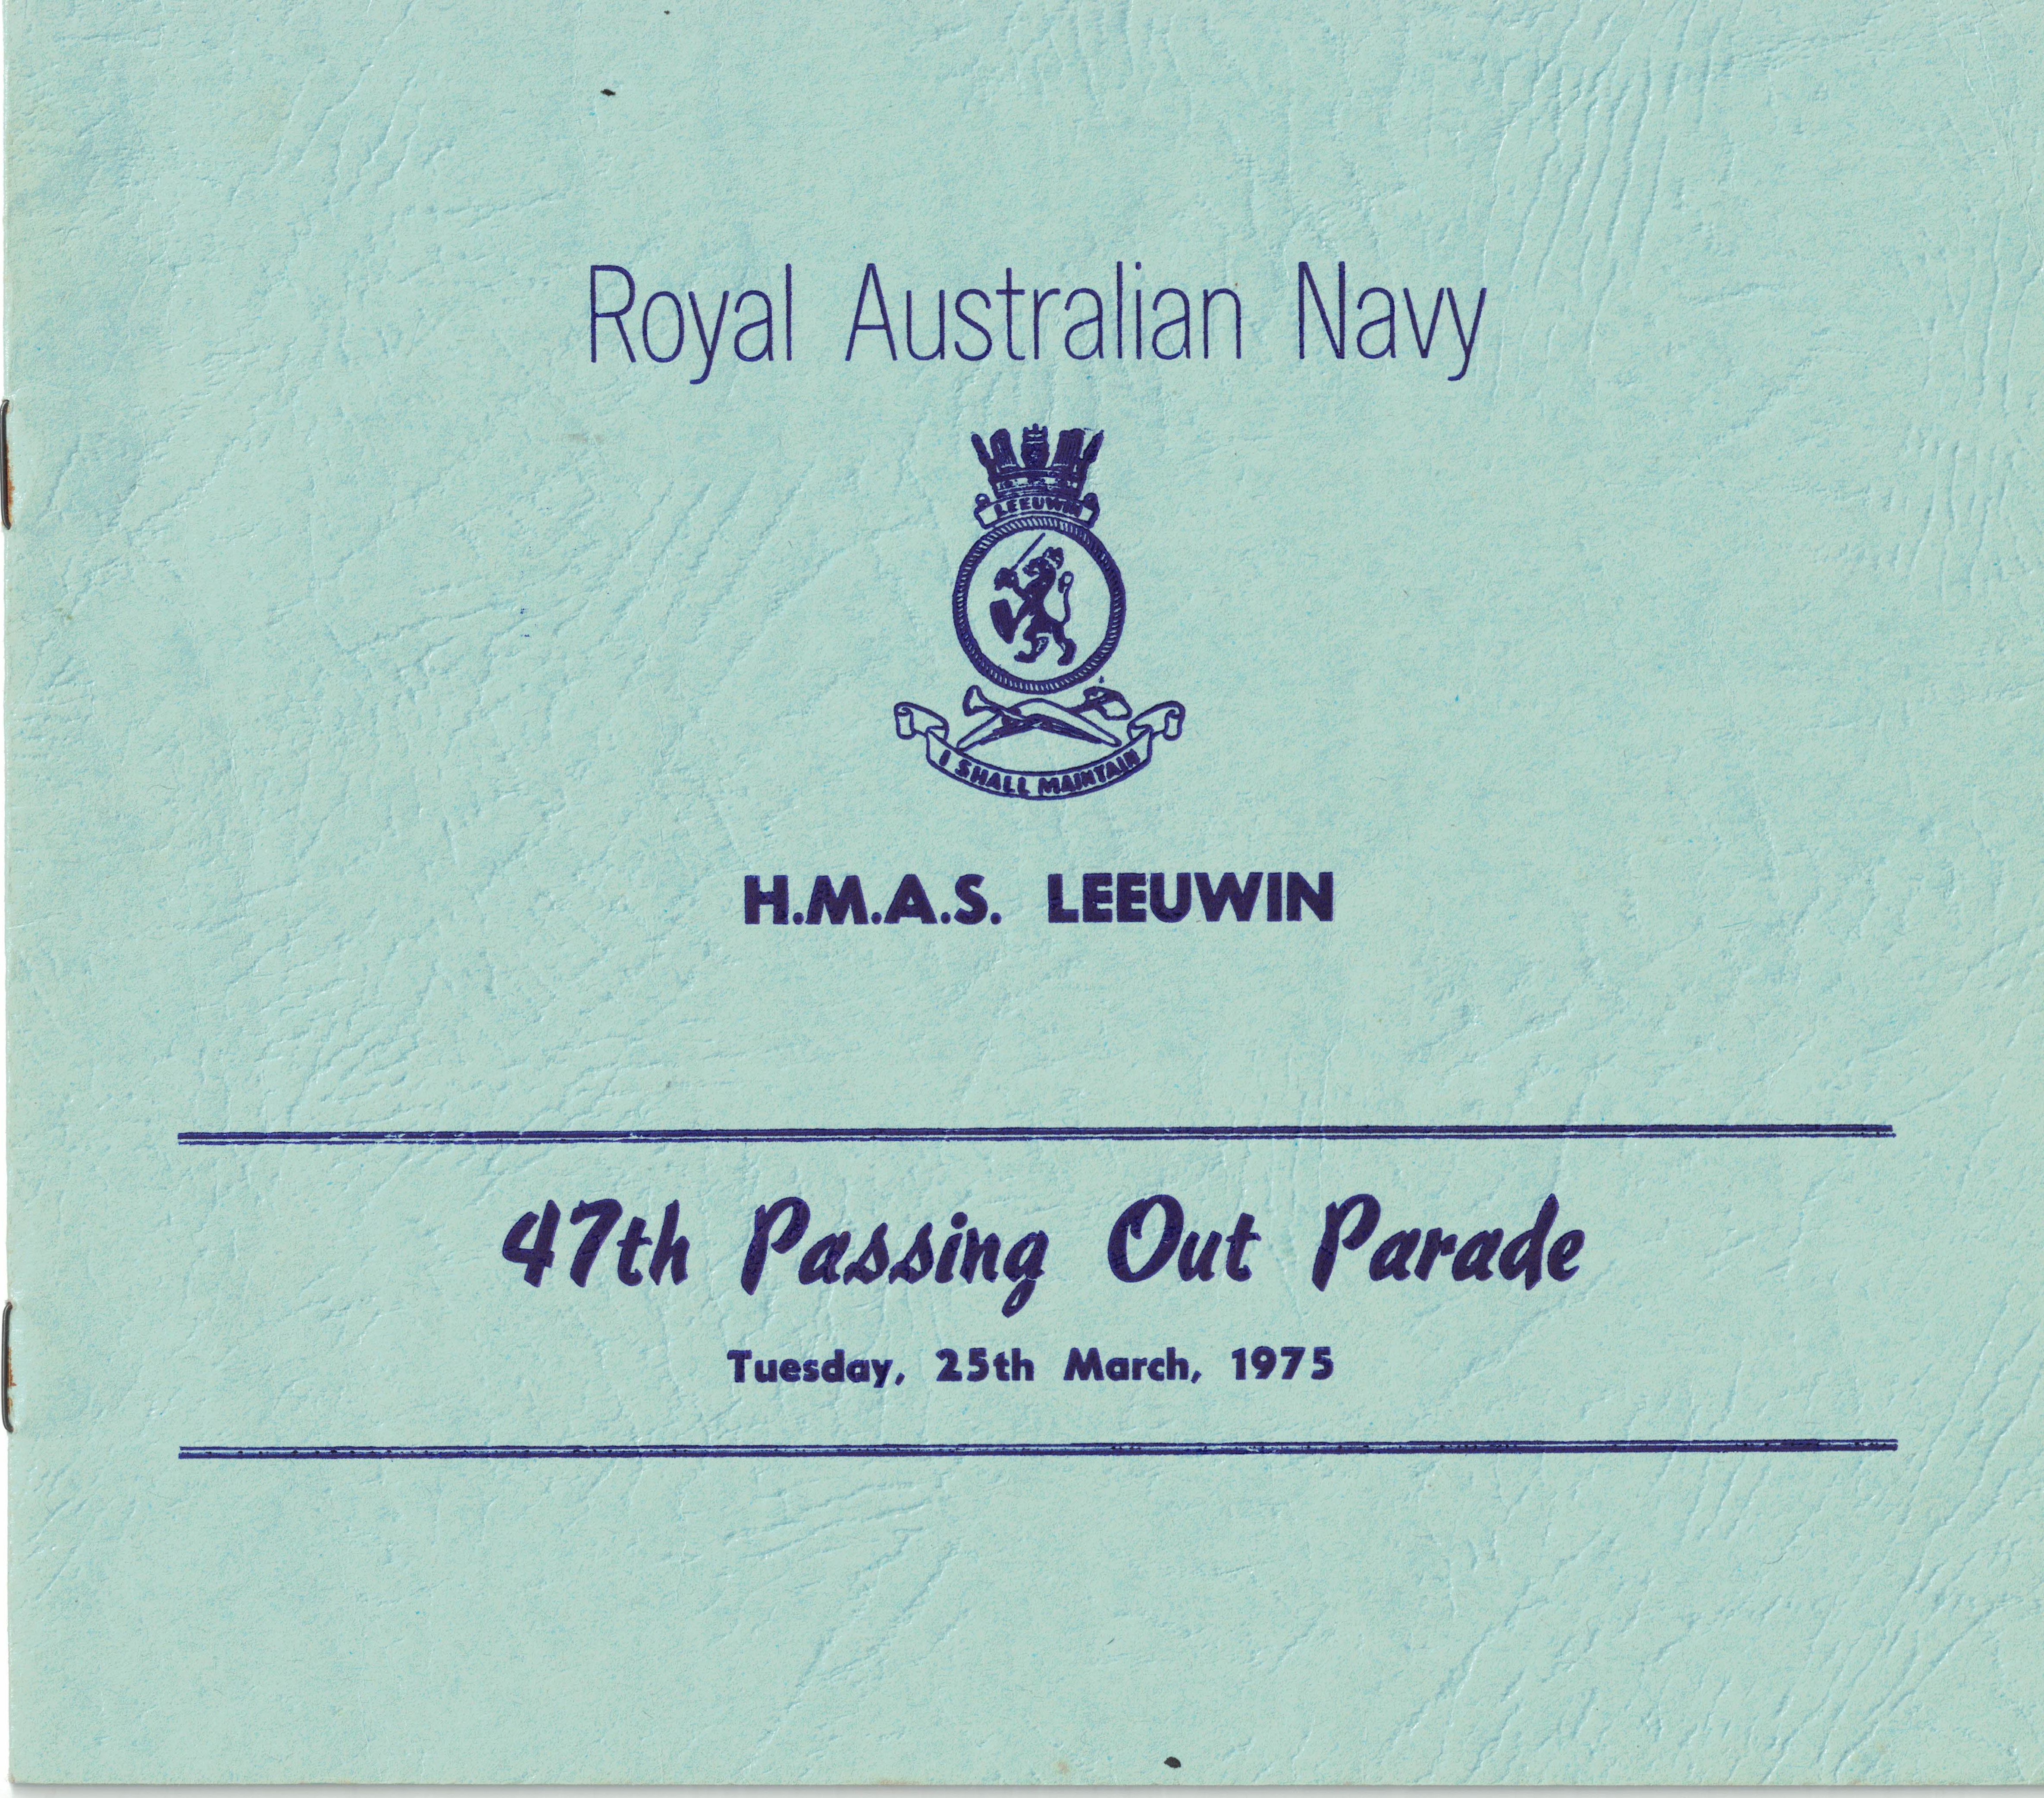 Royal Australian Navy
LEEUWIN
I SHALL MAINTAIN
H.M.A.S. LEEUWIN
47th Passing Out Parade
Tuesday, 25th March, 1975